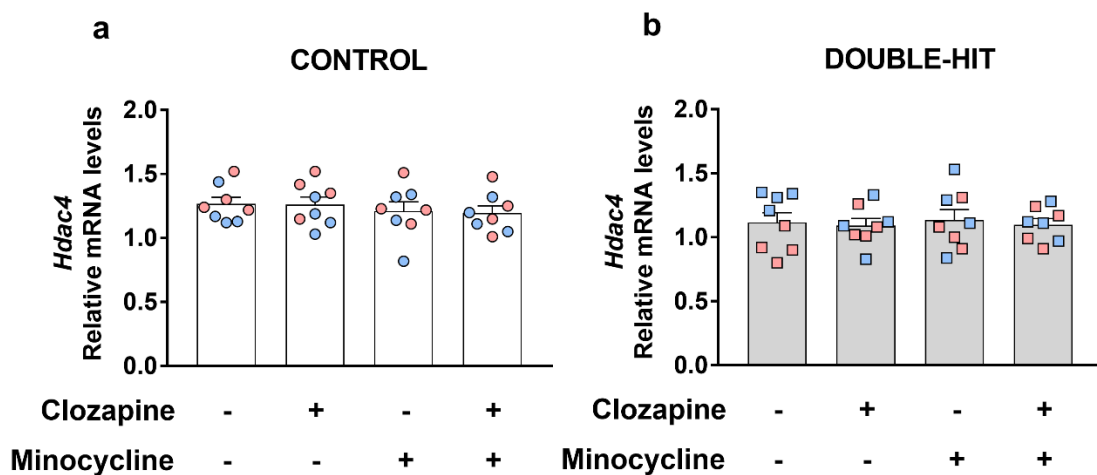 a
CONTROL
Hdac4
Relative mRNA levels
2.0
1.5
1.0
0.5
0.0
Clozapine - + - +
Minocycline - - + +
b
DOUBLE-HIT
Hdac4
Relative mRNA levels
2.0
1.5
1.0
0.5
0.0
Clozapine - + - +
Minocycline - - + +